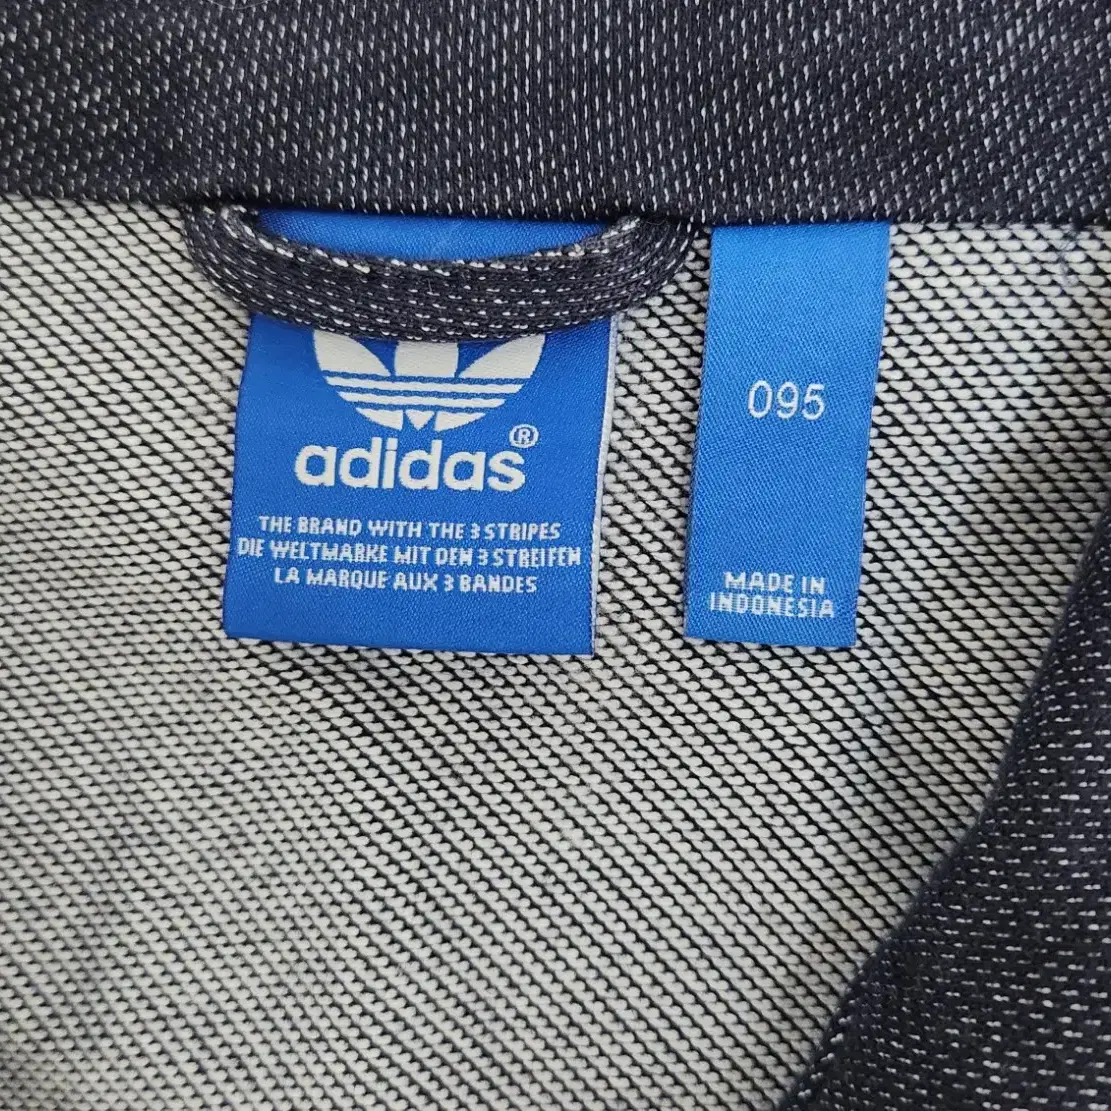 adidas®
THE BRAND WITH THE 3 STRIPES
DIE WELTMARKE MIT DEN 3 STREIFEN
LA MARQUE AUX 3 BANDES
095
MADE IN
INDONESIA